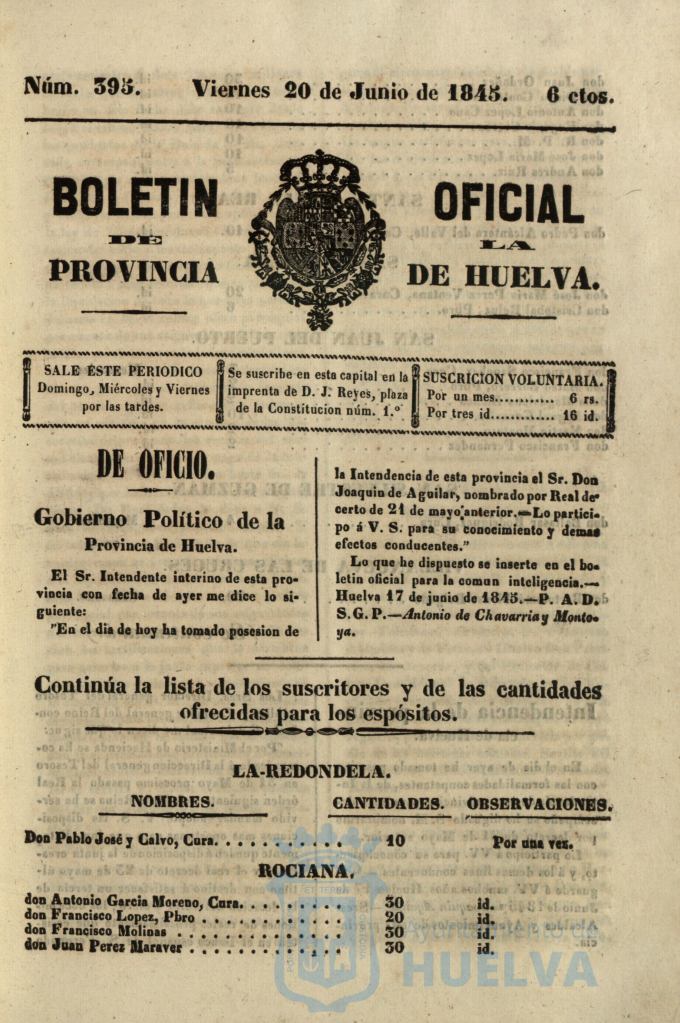 Núm. 395. Viernes 20 de Junio de 1845. 6 ctos.
BOLETIN OFICIAL
DE LA
PROVINCIA DE HUELVA.
SALE ESTE PERIODICO
Domingo, Miércoles y Viernes
por las tardes.
Se suscribe en esta capital en la
imprenta de D. J. Reyes, plaza
de la Constitucion núm. 1.º
SUSCRICION VOLUNTARIA.
Por un mes............ 6 rs.
Por tres id............. 16 id.
DE OFICIO.
Gobierno Político de la
Provincia de Huelva.
El Sr. Intendente interino de esta pro-
vincia con fecha de ayer me dice lo si-
guiente:
"En el dia de hoy ha tomado posesion de
la Intendencia de esta provincia el Sr. Don
Joaquin de Aguilar, nombrado por Real de-
certo de 21 de mayo anterior.—Lo partici-
po á V. S. para su conocimiento y demas
efectos conducentes."
Lo que he dispuesto se inserte en el bo-
letin oficial para la comun inteligencia.—
Huelva 17 de junio de 1845.—P. A. D.
S. G. P.—Antonio de Chavarria y Monto-
ya.
Continúa la lista de los suscritores y de las cantidades
ofrecidas para los espósitos.
LA-REDONDELA.
NOMBRES. CANTIDADES. OBSERVACIONES.
Don Pablo José y Calvo, Cura. . . . . . . . . . . 10 Por una vez.
ROCIANA.
don Antonio Garcia Moreno, Cura. . . . . . . . . 30 id.
don Francisco Lopez, Pbro . . . . . . . . . . . . 20 id.
don Francisco Molinas . . . . . . . . . . . . . . 30 id.
don Juan Perez Maraver . . . . . . . . . . . . . 30 id.
Ayuntamiento de
HUELVA